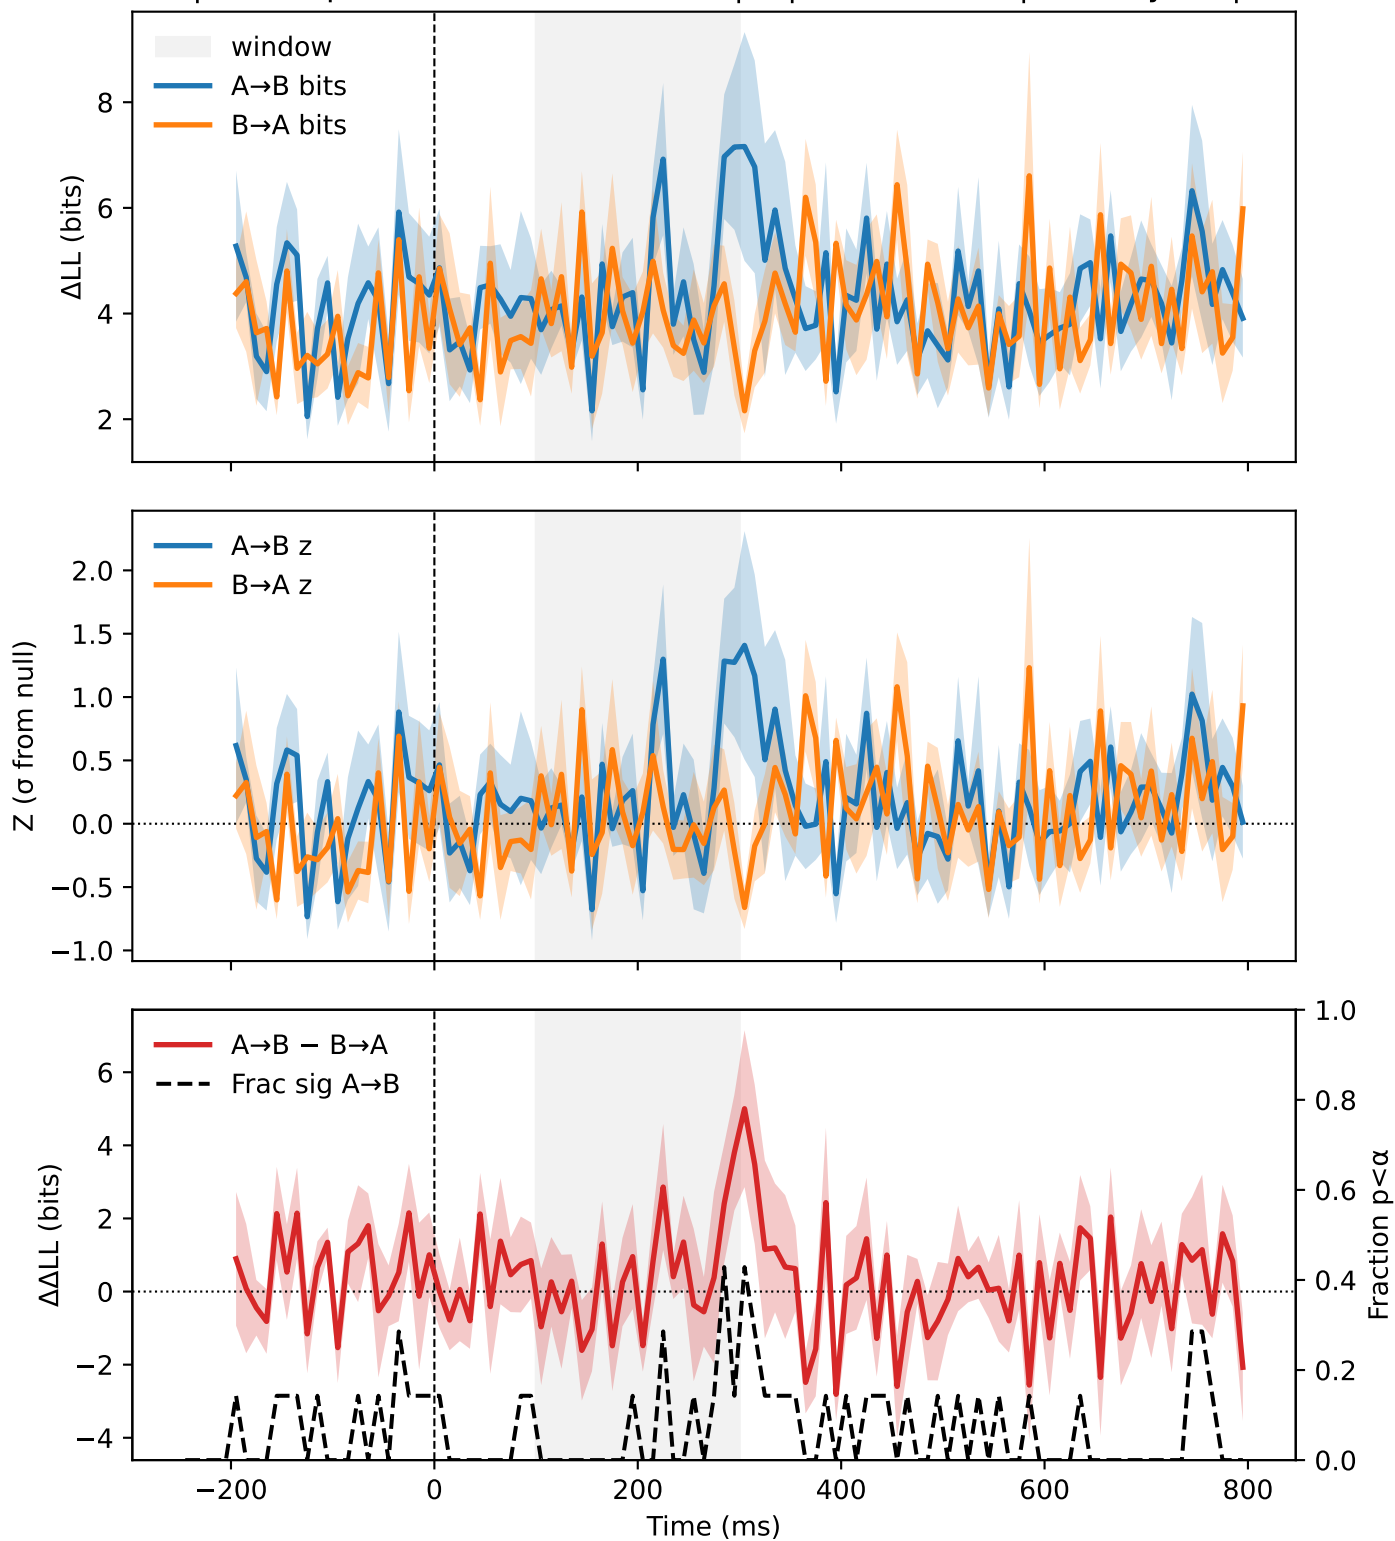 window
A→B bits
B→A bits
ΔLL (bits)
8
6
4
2
A→B z
B→A z
Z (σ from null)
2.0
1.5
1.0
0.5
0.0
−0.5
−1.0
A→B − B→A
Frac sig A→B
ΔΔLL (bits)
6
4
2
0
−2
−4
1.0
0.8
0.6
0.4
0.2
0.0
Fraction p<α
−200 0 200 400 600 800
Time (ms)